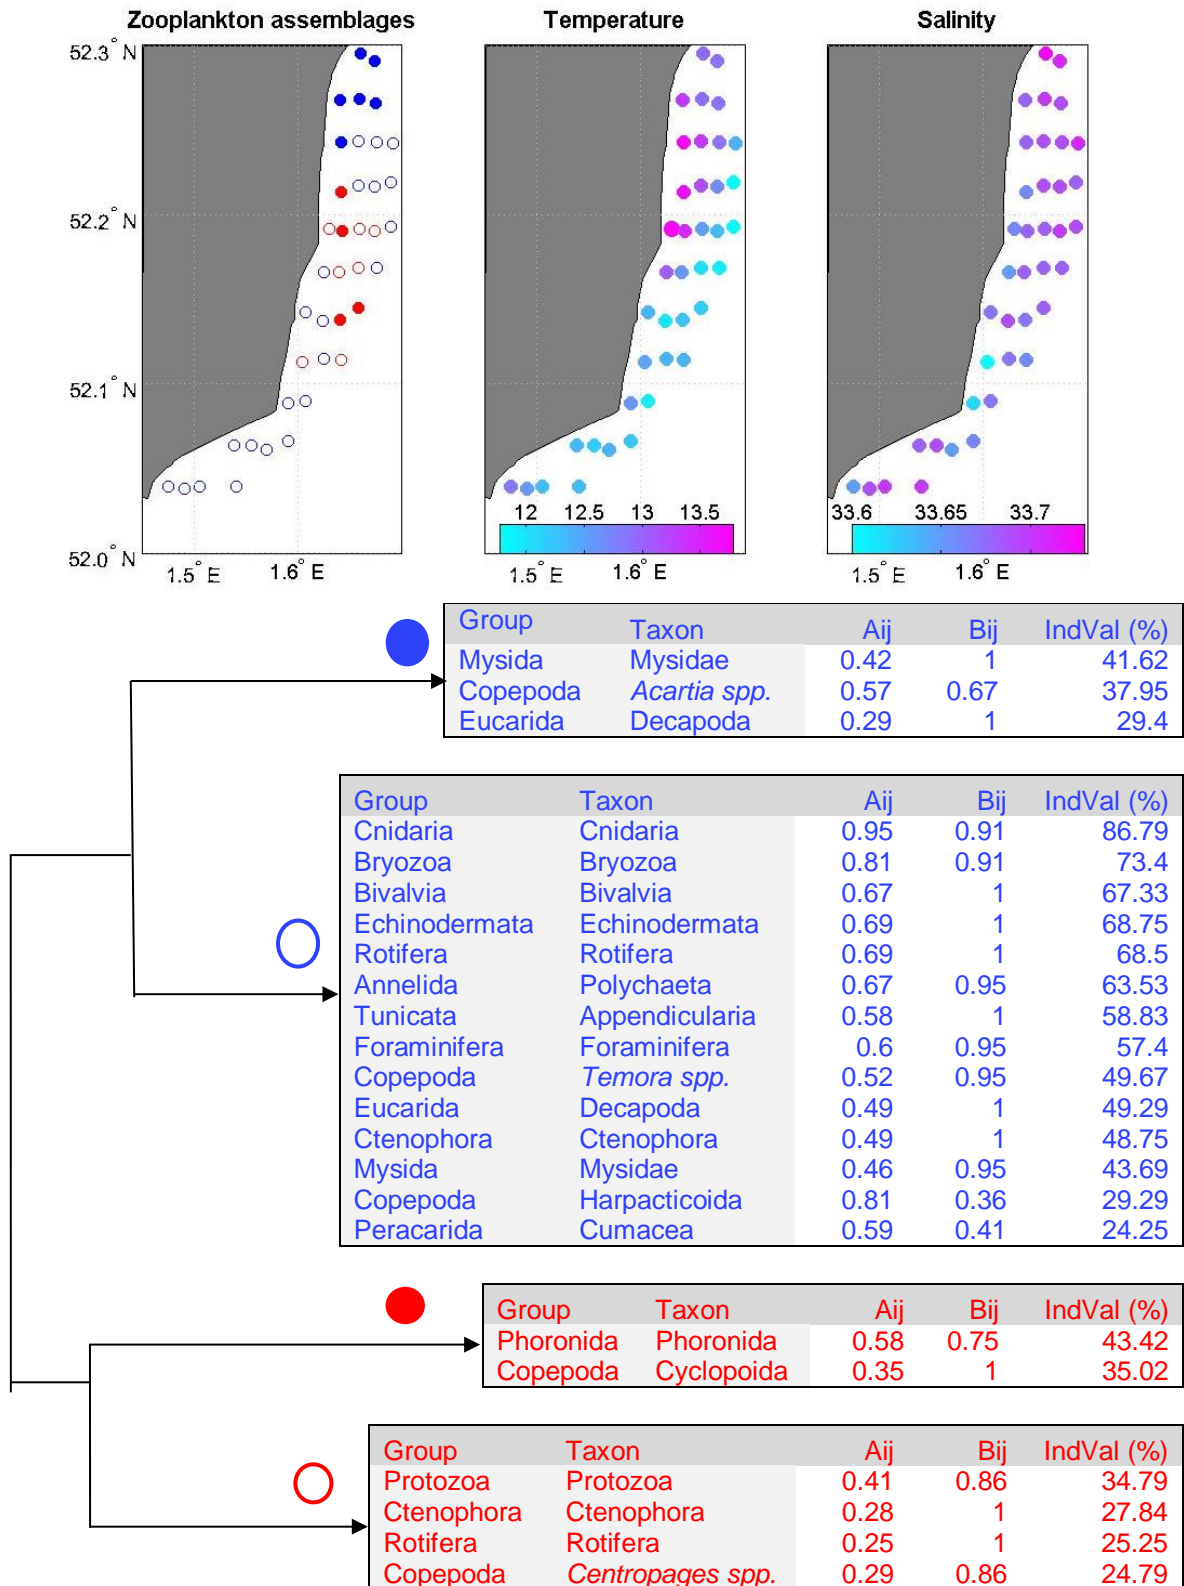 Zooplankton assemblages Temperature Salinity
52.3° N
52.2° N
52.1° N
52.0° N
12 12.5 13 13.5
33.6 33.65 33.7
1.5° E 1.6° E 1.5° E 1.6° E 1.5° E 1.6° E
Group Taxon Aij Bij IndVal (%)
Mysida Mysidae 0.42 1 41.62
Copepoda Acartia spp. 0.57 0.67 37.95
Eucarida Decapoda 0.29 1 29.4
Group Taxon Aij Bij IndVal (%)
Cnidaria Cnidaria 0.95 0.91 86.79
Bryozoa Bryozoa 0.81 0.91 73.4
Bivalvia Bivalvia 0.67 1 67.33
Echinodermata Echinodermata 0.69 1 68.75
Rotifera Rotifera 0.69 1 68.5
Annelida Polychaeta 0.67 0.95 63.53
Tunicata Appendicularia 0.58 1 58.83
Foraminifera Foraminifera 0.6 0.95 57.4
Copepoda Temora spp. 0.52 0.95 49.67
Eucarida Decapoda 0.49 1 49.29
Ctenophora Ctenophora 0.49 1 48.75
Mysida Mysidae 0.46 0.95 43.69
Copepoda Harpacticoida 0.81 0.36 29.29
Peracarida Cumacea 0.59 0.41 24.25
Group Taxon Aij Bij IndVal (%)
Phoronida Phoronida 0.58 0.75 43.42
Copepoda Cyclopoida 0.35 1 35.02
Group Taxon Aij Bij IndVal (%)
Protozoa Protozoa 0.41 0.86 34.79
Ctenophora Ctenophora 0.28 1 27.84
Rotifera Rotifera 0.25 1 25.25
Copepoda Centropages spp. 0.29 0.86 24.79